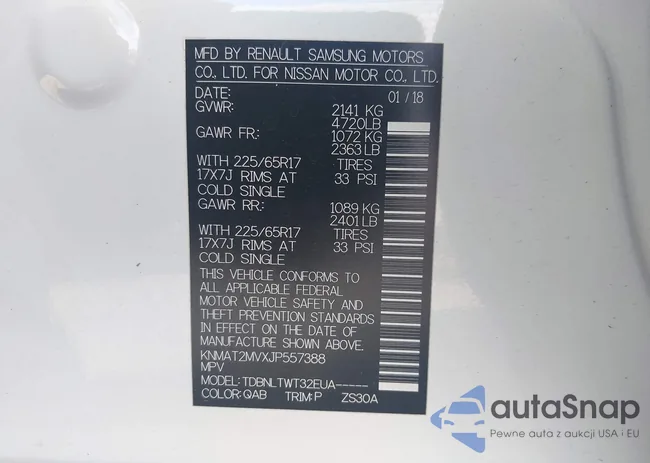 MFD BY RENAULT SAMSUNG MOTORS
CO., LTD. FOR NISSAN MOTOR CO., LTD.
DATE: 01 / 18
GVWR: 2141 KG
4720LB
GAWR FR.: 1072 KG
2363 LB
WITH 225/65R17 TIRES
17X7J RIMS AT 33 PSI
COLD SINGLE
GAWR RR.: 1089 KG
2401 LB
WITH 225/65R17 TIRES
17X7J RIMS AT 33 PSI
COLD SINGLE
THIS VEHICLE CONFORMS TO
ALL APPLICABLE FEDERAL
MOTOR VEHICLE SAFETY AND
THEFT PREVENTION STANDARDS
IN EFFECT ON THE DATE OF
MANUFACTURE SHOWN ABOVE.
KNMAT2MVXJP557388
MPV
MODEL: TDBNLTWT32EUA-----
COLOR: QAB TRIM: P ZS30A
autaSnap
Pewne auta z aukcji USA i EU